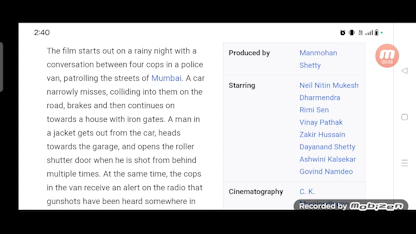 2:40
The film starts out on a rainy night with a
conversation between four cops in a police
van, patrolling the streets of Mumbai. A car
narrowly misses, colliding into them on the
road, brakes and then continues on
towards a house with iron gates. A man in
a jacket gets out from the car, heads
towards the garage, and opens the roller
shutter door when he is shot from behind
multiple times. At the same time, the cops
in the van receive an alert on the radio that
gunshots have been heard somewhere in
Produced by
Manmohan
Shetty
Starring
Neil Nitin Mukesh
Dharmendra
Rimi Sen
Vinay Pathak
Zakir Hussain
Dayanand Shetty
Ashwini Kalsekar
Govind Namdeo
Cinematography
C. K.
Recorded by MOBIZEN